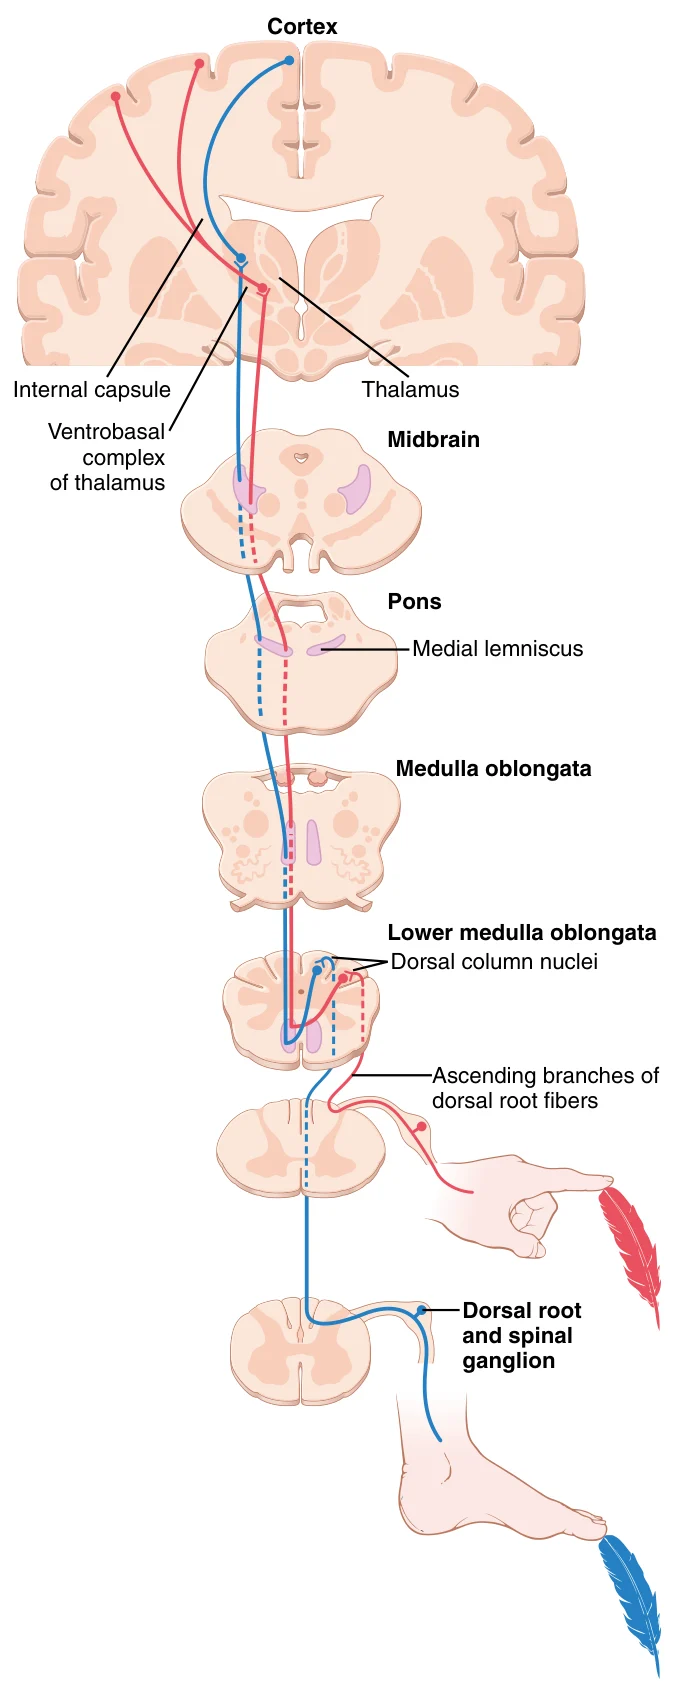 Cortex
Internal capsule
Thalamus
Ventrobasal
complex
of thalamus
Midbrain
Pons
Medial lemniscus
Medulla oblongata
Lower medulla oblongata
Dorsal column nuclei
Ascending branches of
dorsal root fibers
Dorsal root
and spinal
ganglion